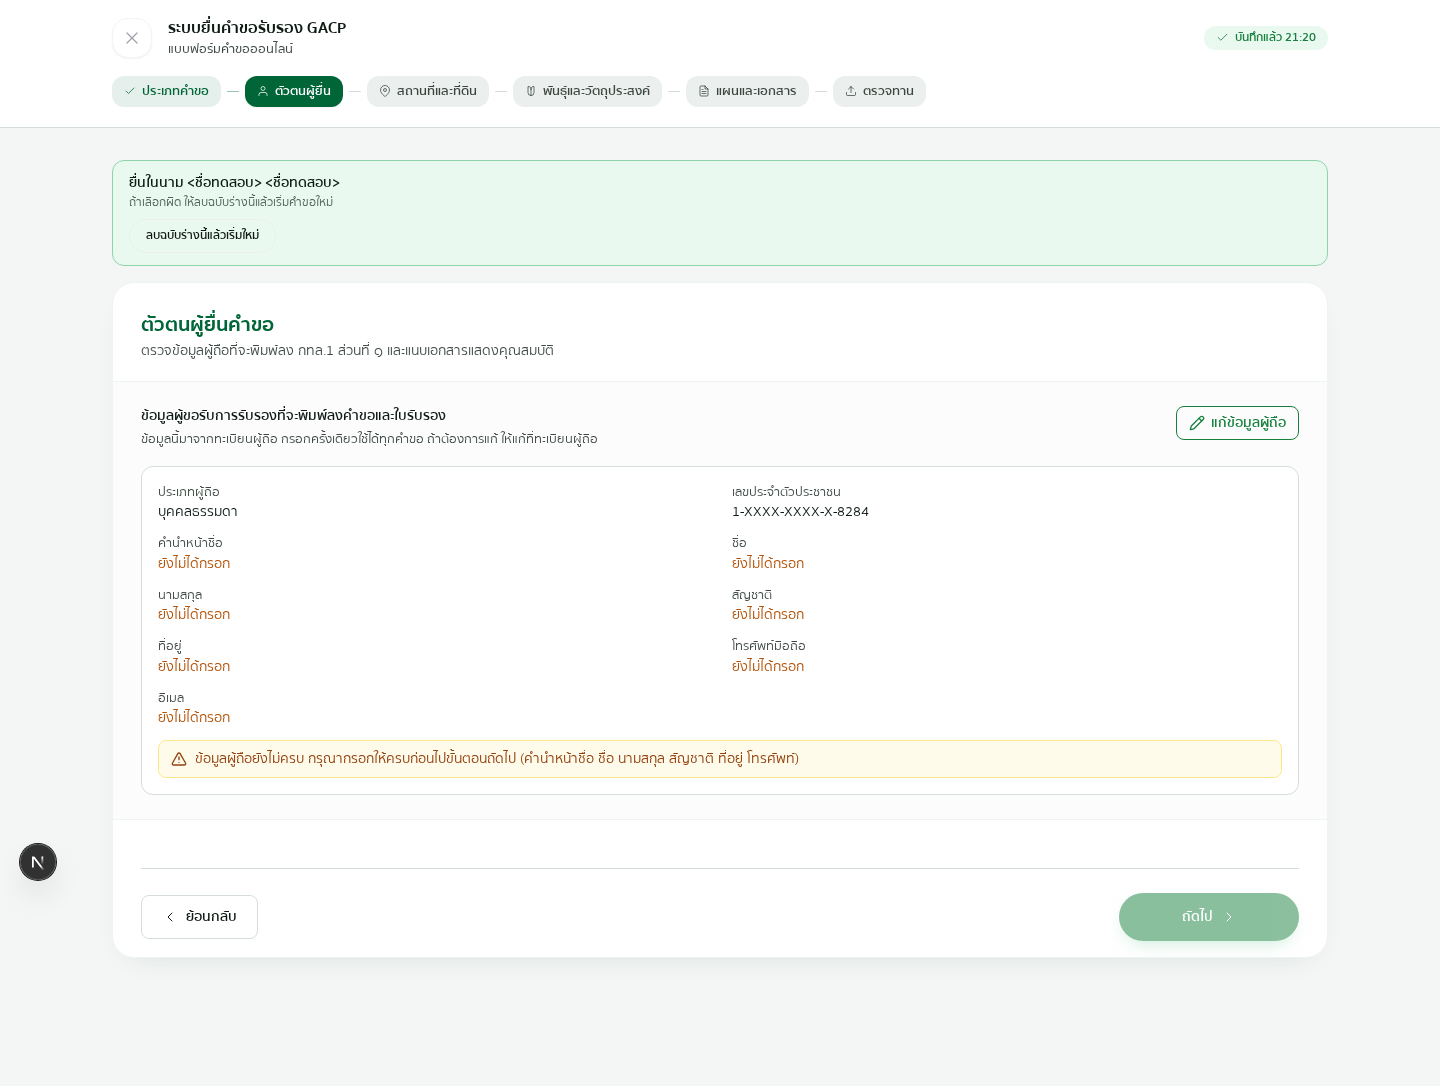 ระบบยื่นคำขอรับรอง GACP
แบบฟอร์มคำขอออนไลน์
บันทึกแล้ว 21:20
ประเภทคำขอ
ตัวตนผู้ยื่น
สถานที่และที่ดิน
พันธุ์และวัตถุประสงค์
แผนและเอกสาร
ตรวจทาน
ยื่นในนาม <ชื่อทดสอบ> <ชื่อทดสอบ>
ถ้าเลือกผิด ให้ลบฉบับร่างนี้แล้วเริ่มคำขอใหม่
ลบฉบับร่างนี้แล้วเริ่มใหม่
ตัวตนผู้ยื่นคำขอ
ตรวจข้อมูลผู้ถือที่จะพิมพ์ลง กทล.1 ส่วนที่ ๑ และแนบเอกสารแสดงคุณสมบัติ
ข้อมูลผู้ขอรับการรับรองที่จะพิมพ์ลงคำขอและใบรับรอง
ข้อมูลนี้มาจากทะเบียนผู้ถือ กรอกครั้งเดียวใช้ได้ทุกคำขอ ถ้าต้องการแก้ ให้แก้ที่ทะเบียนผู้ถือ
แก้ข้อมูลผู้ถือ
ประเภทผู้ถือ
บุคคลธรรมดา
เลขประจำตัวประชาชน
1-XXXX-XXXX-X-8284
คำนำหน้าชื่อ
ยังไม่ได้กรอก
ชื่อ
ยังไม่ได้กรอก
นามสกุล
ยังไม่ได้กรอก
สัญชาติ
ยังไม่ได้กรอก
ที่อยู่
ยังไม่ได้กรอก
โทรศัพท์มือถือ
ยังไม่ได้กรอก
อีเมล
ยังไม่ได้กรอก
ข้อมูลผู้ถือยังไม่ครบ กรุณากรอกให้ครบก่อนไปขั้นตอนถัดไป (คำนำหน้าชื่อ ชื่อ นามสกุล สัญชาติ ที่อยู่ โทรศัพท์)
N
ย้อนกลับ
ถัดไป